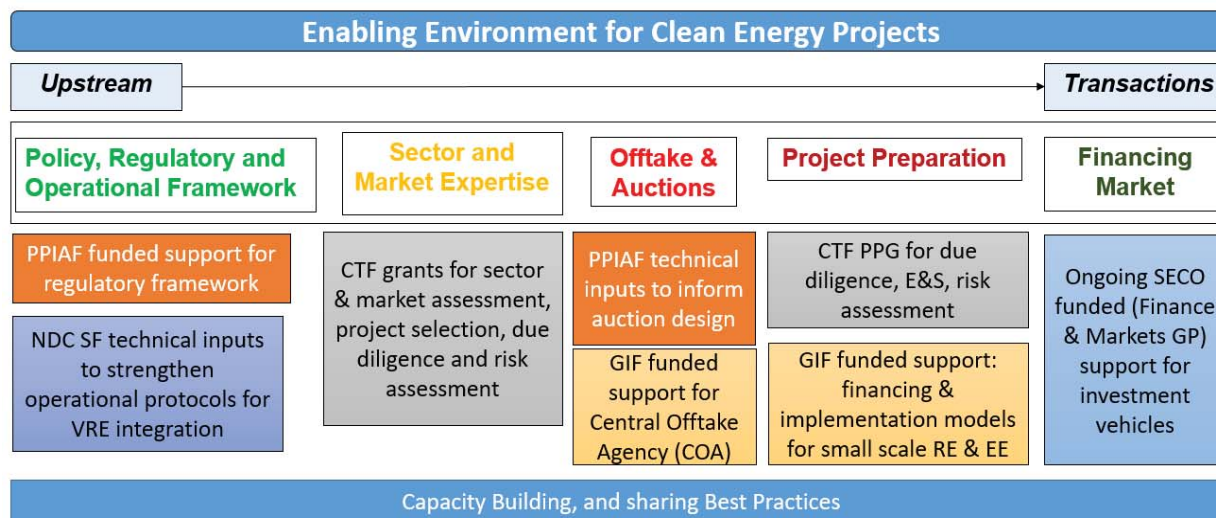 Enabling Environment for Clean Energy Projects
Upstream
Transactions
Policy, Regulatory and
Operational Framework
Sector and
Market Expertise
Offtake &
Auctions
Project Preparation
Financing
Market
PPIAF funded support for
regulatory framework
NDC SF technical inputs
to strengthen
operational protocols for
VRE integration
CTF grants for sector
& market assessment,
project selection, due
diligence and risk
assessment
PPIAF technical
inputs to inform
auction design
GIF funded
support for
Central Offtake
Agency (COA)
CTF PPG for due
diligence, E&S, risk
assessment
GIF funded support:
financing &
implementation models
for small scale RE & EE
Ongoing SECO
funded (Finance
& Markets GP)
support for
investment
vehicles
Capacity Building, and sharing Best Practices